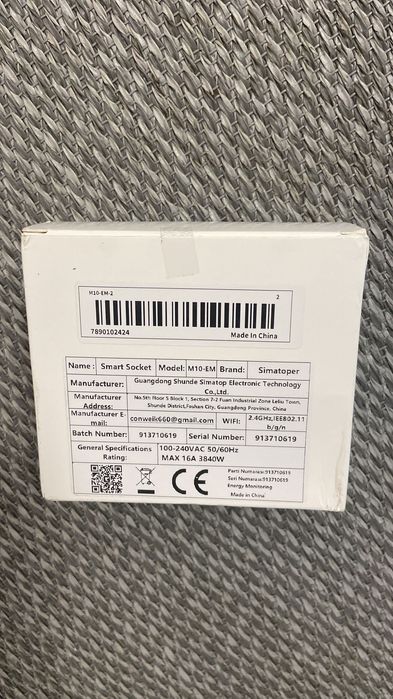 M10-EM-2 2
7890102424 Made In China
Name : Smart Socket Model: M10-EM Brand: Simatoper
Manufacturer: Guangdong Shunde Simatop Electronic Technology
Co.,Ltd.
Manufacturer Address: No.5th Floor 5 Block 1, Section 7-2 Fuan Industrial Zone Leliu Town,
Shunde District,Foshan City, Guangdong Province, China
Manufacturer E-mail: conweik660@gmail.com WIFI: 2.4GHz,IEE802.11 b/g/n
Batch Number: 913710619 Serial Number: 913710619
General Specifications Rating: 100-240VAC 50/60Hz
MAX 16A 3840W
CE
Parti Numarası:913710619
Seri Numarası:913710619
Energy Monitoring
Made in China